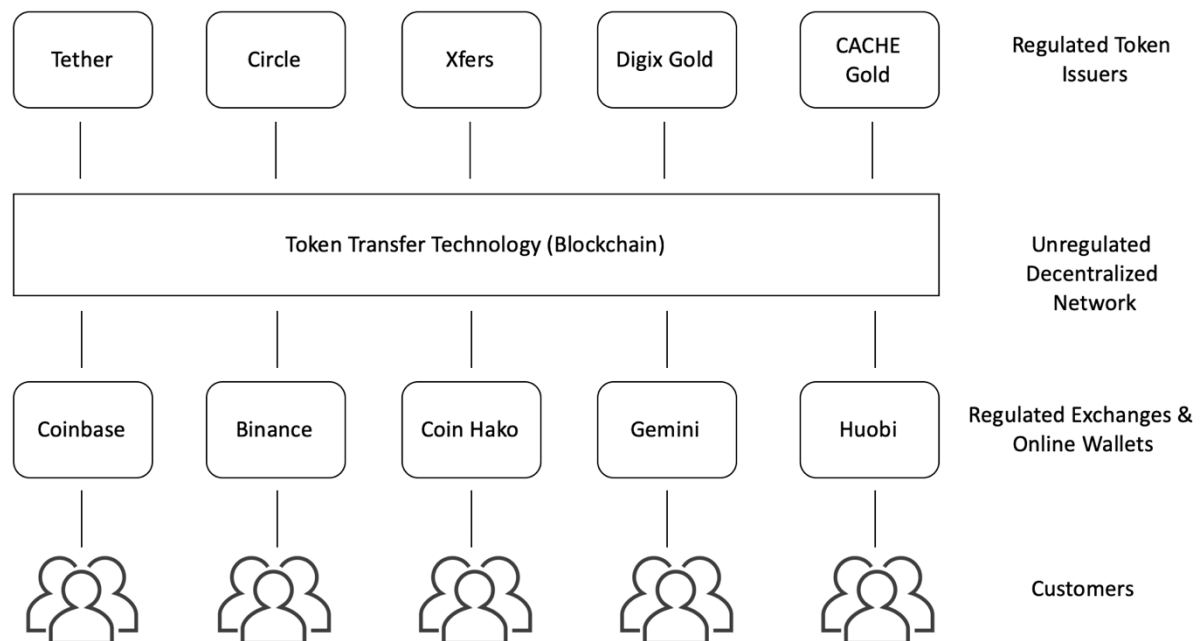 Tether
Circle
Xfers
Digix Gold
CACHE
Gold
Regulated Token
Issuers
Token Transfer Technology (Blockchain)
Unregulated
Decentralized
Network
Coinbase
Binance
Coin Hako
Gemini
Huobi
Regulated Exchanges &
Online Wallets
Customers